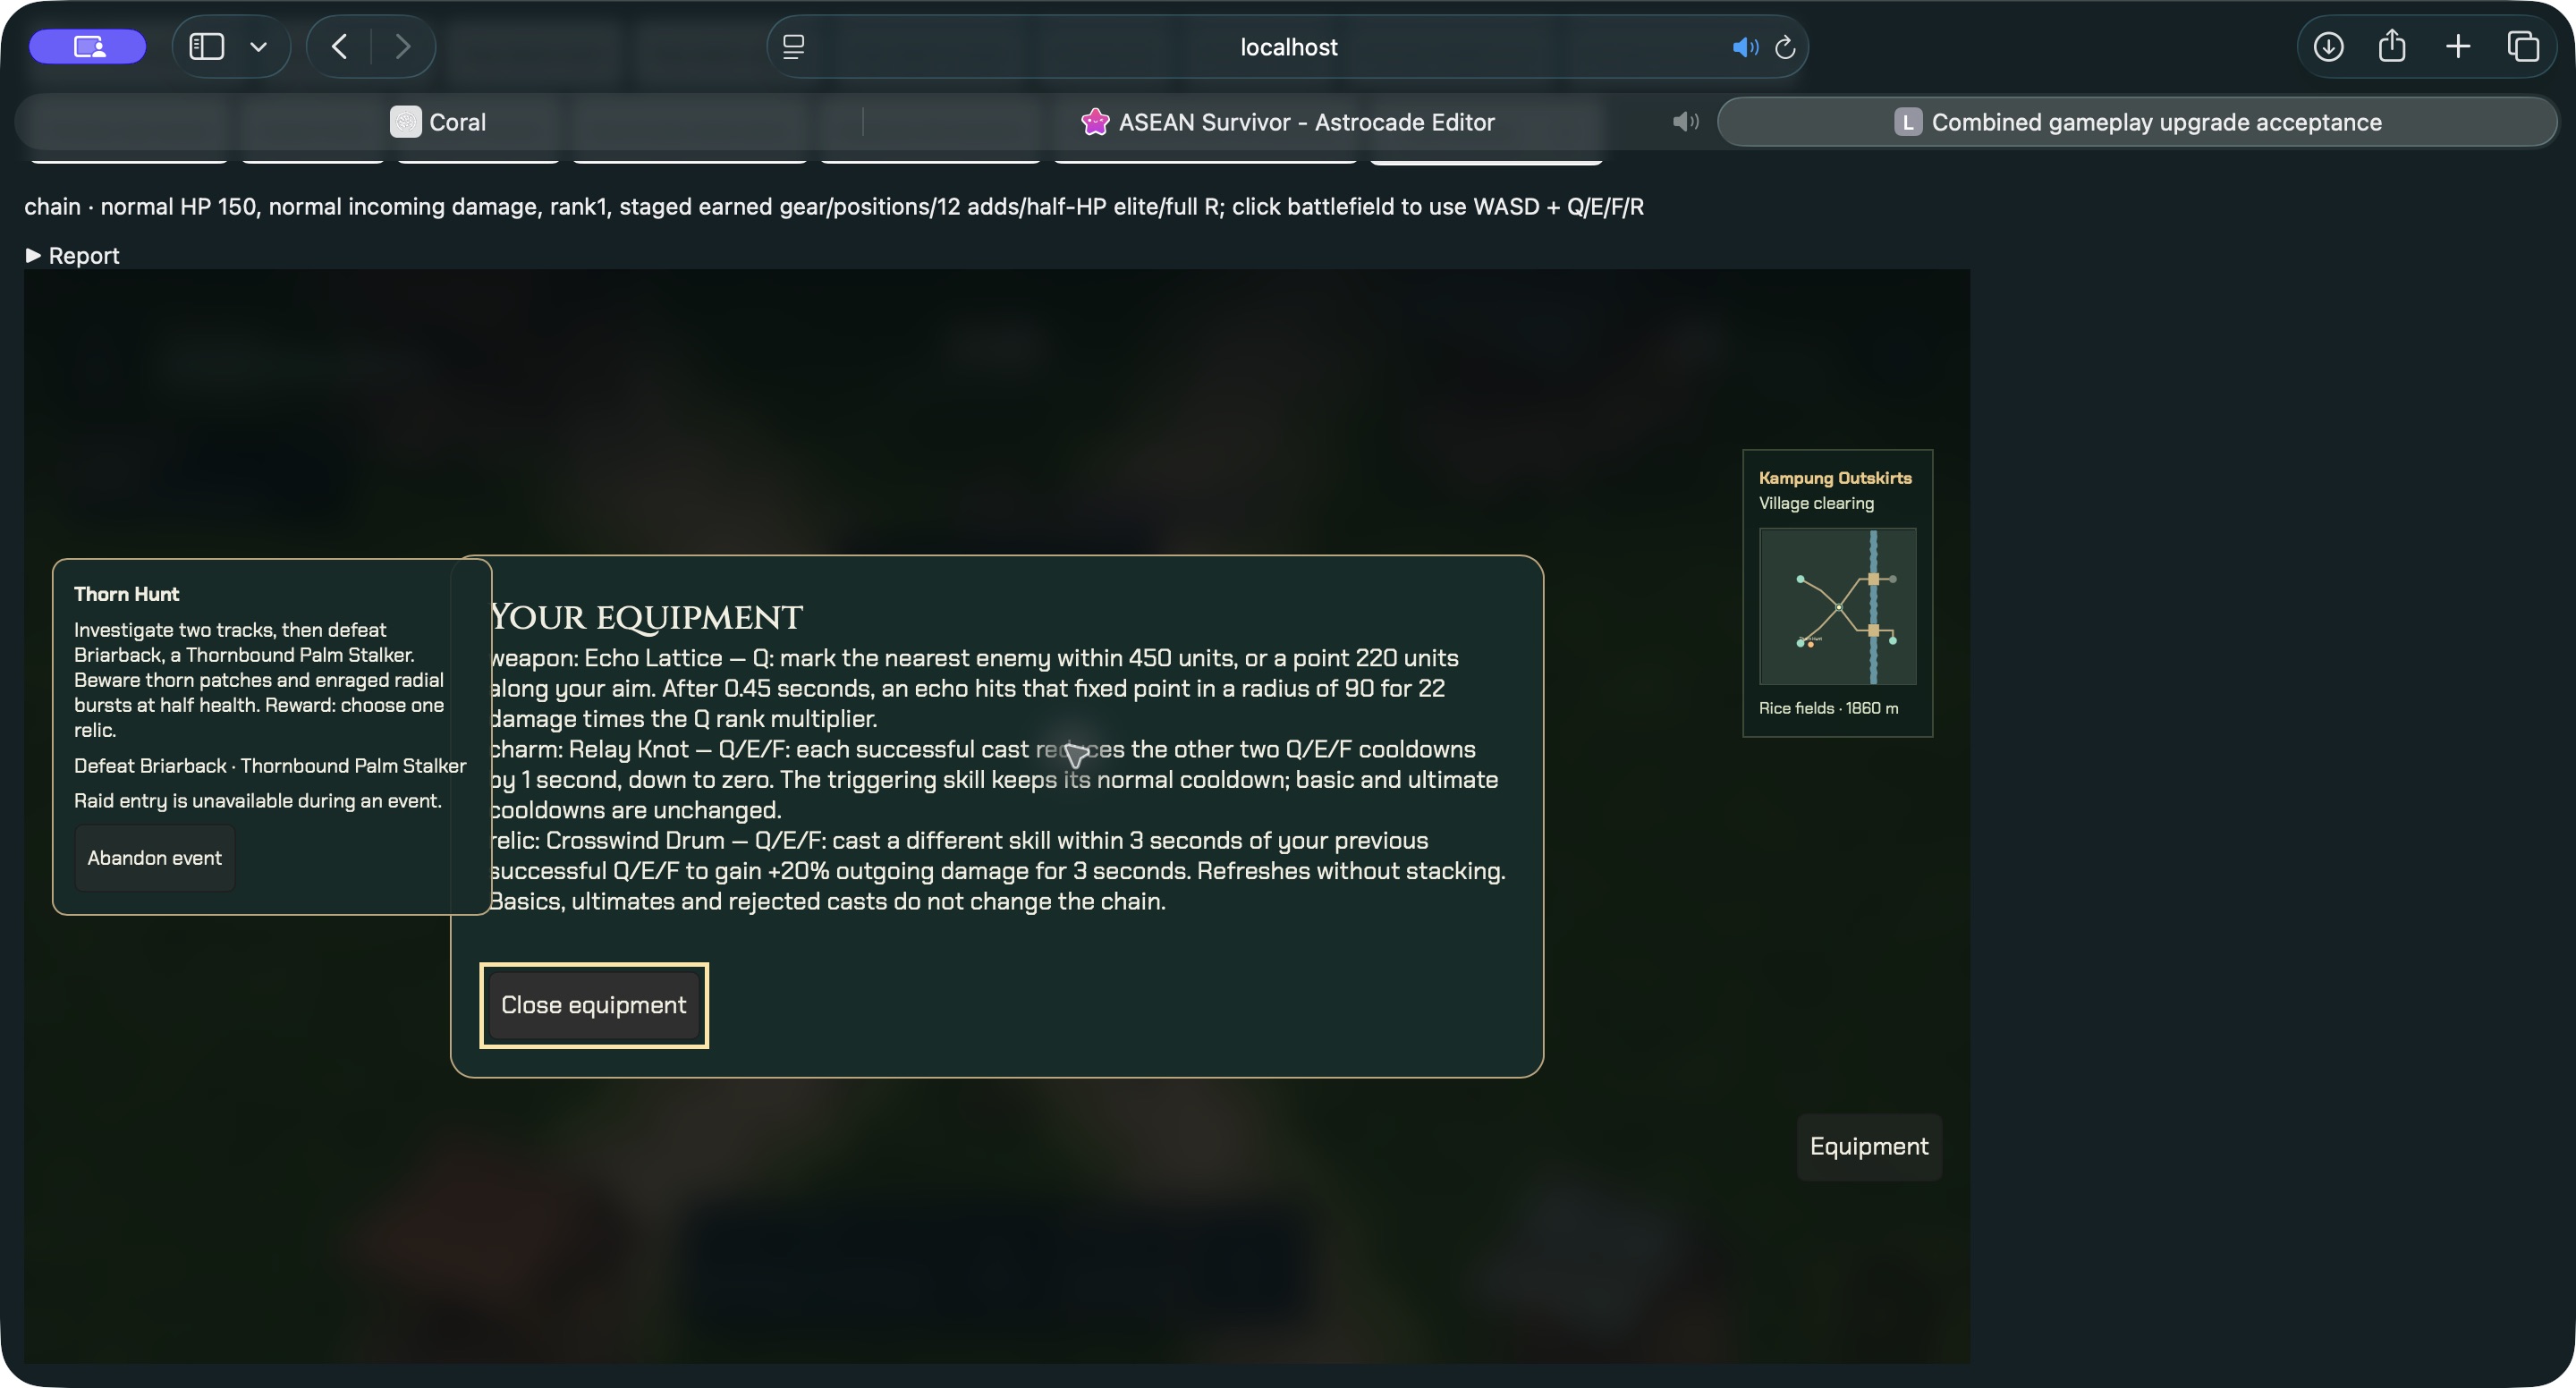 localhost
Coral
ASEAN Survivor - Astrocade Editor
L Combined gameplay upgrade acceptance
chain · normal HP 150, normal incoming damage, rank1, staged earned gear/positions/12 adds/half-HP elite/full R; click battlefield to use WASD + Q/E/F/R
▶ Report
Thorn Hunt
Investigate two tracks, then defeat
Briarback, a Thornbound Palm Stalker.
Beware thorn patches and enraged radial
bursts at half health. Reward: choose one
relic.
Defeat Briarback · Thornbound Palm Stalker
Raid entry is unavailable during an event.
Abandon event
Your equipment
weapon: Echo Lattice — Q: mark the nearest enemy within 450 units, or a point 220 units
along your aim. After 0.45 seconds, an echo hits that fixed point in a radius of 90 for 22
damage times the Q rank multiplier.
charm: Relay Knot — Q/E/F: each successful cast reduces the other two Q/E/F cooldowns
by 1 second, down to zero. The triggering skill keeps its normal cooldown; basic and ultimate
cooldowns are unchanged.
relic: Crosswind Drum — Q/E/F: cast a different skill within 3 seconds of your previous
successful Q/E/F to gain +20% outgoing damage for 3 seconds. Refreshes without stacking.
Basics, ultimates and rejected casts do not change the chain.
Close equipment
Kampung Outskirts
Village clearing
Rice fields · 1860 m
Equipment